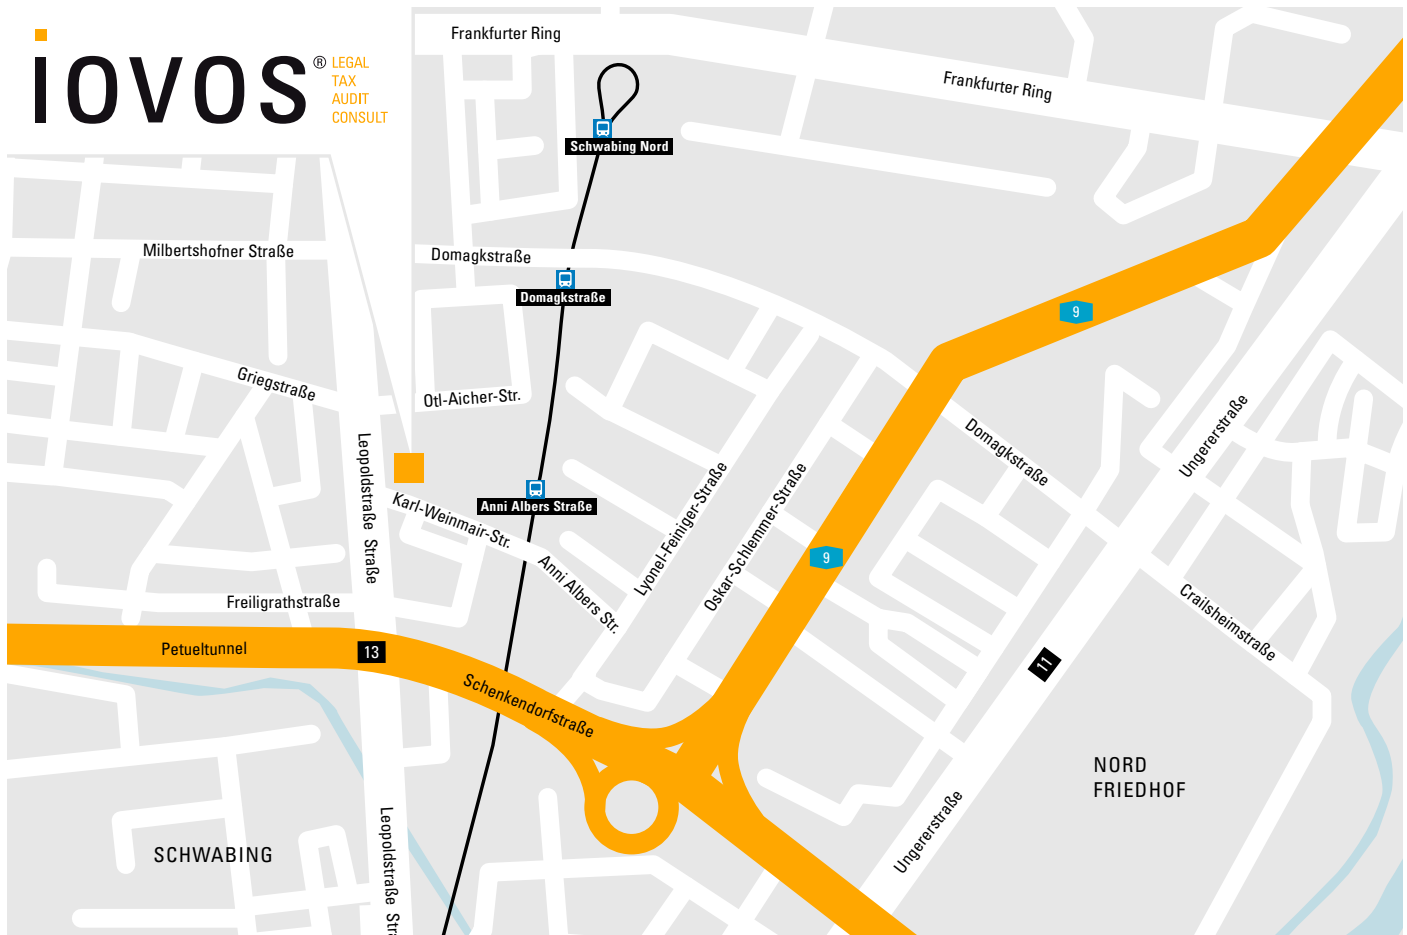 iOVOS®
LEGAL
TAX
AUDIT
CONSULT
Frankfurter Ring
Frankfurter Ring
Schwabing Nord
Milbertshofner Straße
Domagkstraße
Domagkstraße
9
Griegstraße
Otl-Aicher-Str.
Domagkstraße
Ungererstraße
Leopoldstraße Straße
Karl-Weinmair-Str.
Anni Albers Straße
Lyonel-Feiniger-Straße
Oskar-Schlemmer-Straße
9
Anni Albers Str.
Freiligrathstraße
Crailsheimstraße
Petueltunnel
13
11
Schenkendorfstraße
NORD
FRIEDHOF
Ungererstraße
SCHWABING
Leopoldstraße Stra